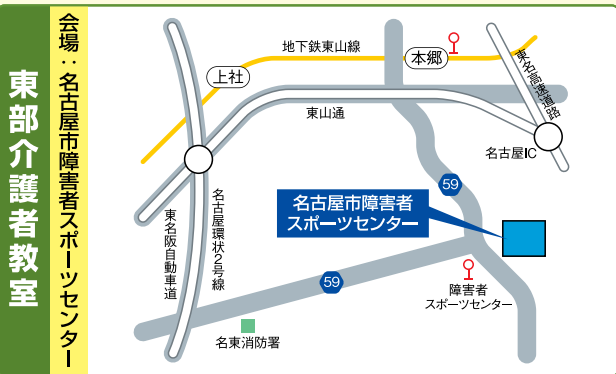 東部介護者教室
会場：名古屋市障害者スポーツセンター
地下鉄東山線
本郷
上社
東名高速道路
東山通
名古屋IC
59
名古屋市障害者
スポーツセンター
名古屋環状2号線
東名阪自動車道
59
障害者
スポーツセンター
名東消防署